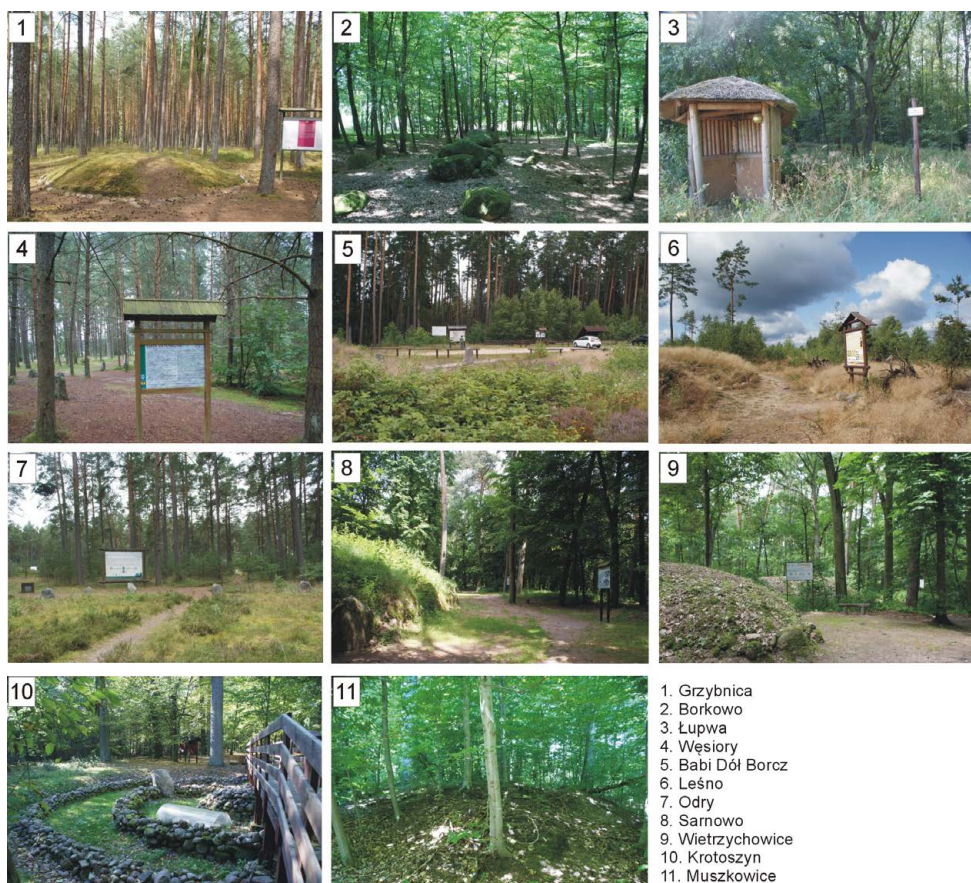 1
2
3
4
5
6
7
8
9
10
11
1. Grzybnica
2. Borkowo
3. Łupwa
4. Węsiory
5. Babi Dół Borcz
6. Leśno
7. Odry
8. Sarnowo
9. Wietrzychowice
10. Krotoszyn
11. Muszkowice